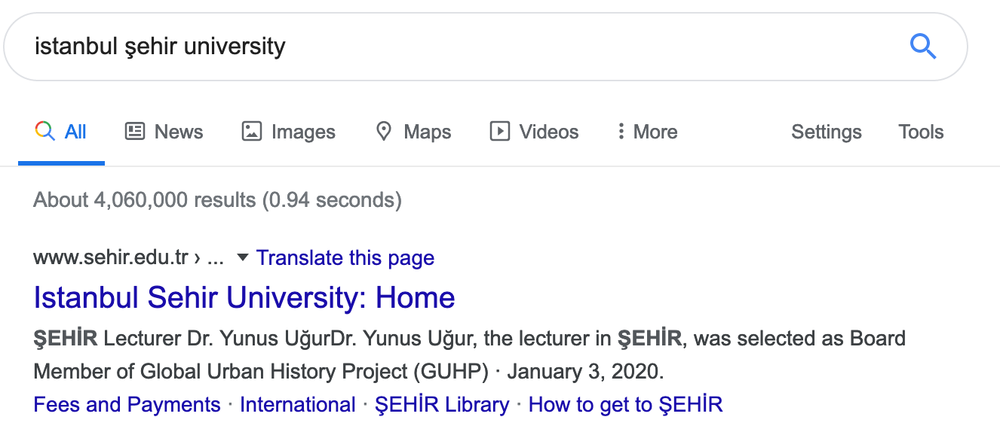 istanbul şehir university
All News Images Maps Videos More Settings Tools
About 4,060,000 results (0.94 seconds)
www.sehir.edu.tr › ... Translate this page
Istanbul Sehir University: Home
ŞEHİR Lecturer Dr. Yunus UğurDr. Yunus Uğur, the lecturer in ŞEHİR, was selected as Board
Member of Global Urban History Project (GUHP) · January 3, 2020.
Fees and Payments · International · ŞEHİR Library · How to get to ŞEHİR